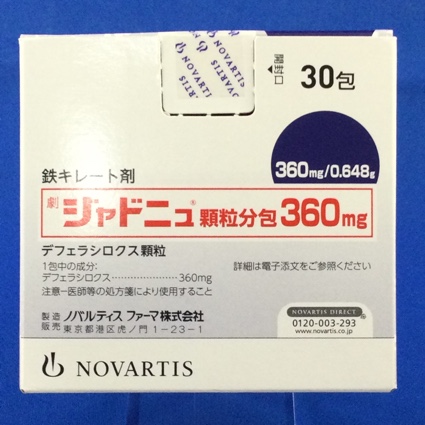 NOVARTIS
NOVARTIS
開封口
30包
360mg/0.648g
鉄キレート剤
劇 ジャドニュ® 顆粒分包 360mg
デフェラシロクス顆粒
1包中の成分:
デフェラシロクス…………………360mg
注意-医師等の処方箋により使用すること
詳細は電子添文をご参照ください
製造販売 ノバルティス ファーマ株式会社
東京都港区虎ノ門 1-23-1
NOVARTIS DIRECT
0120-003-293
www.novartis.co.jp
NOVARTIS